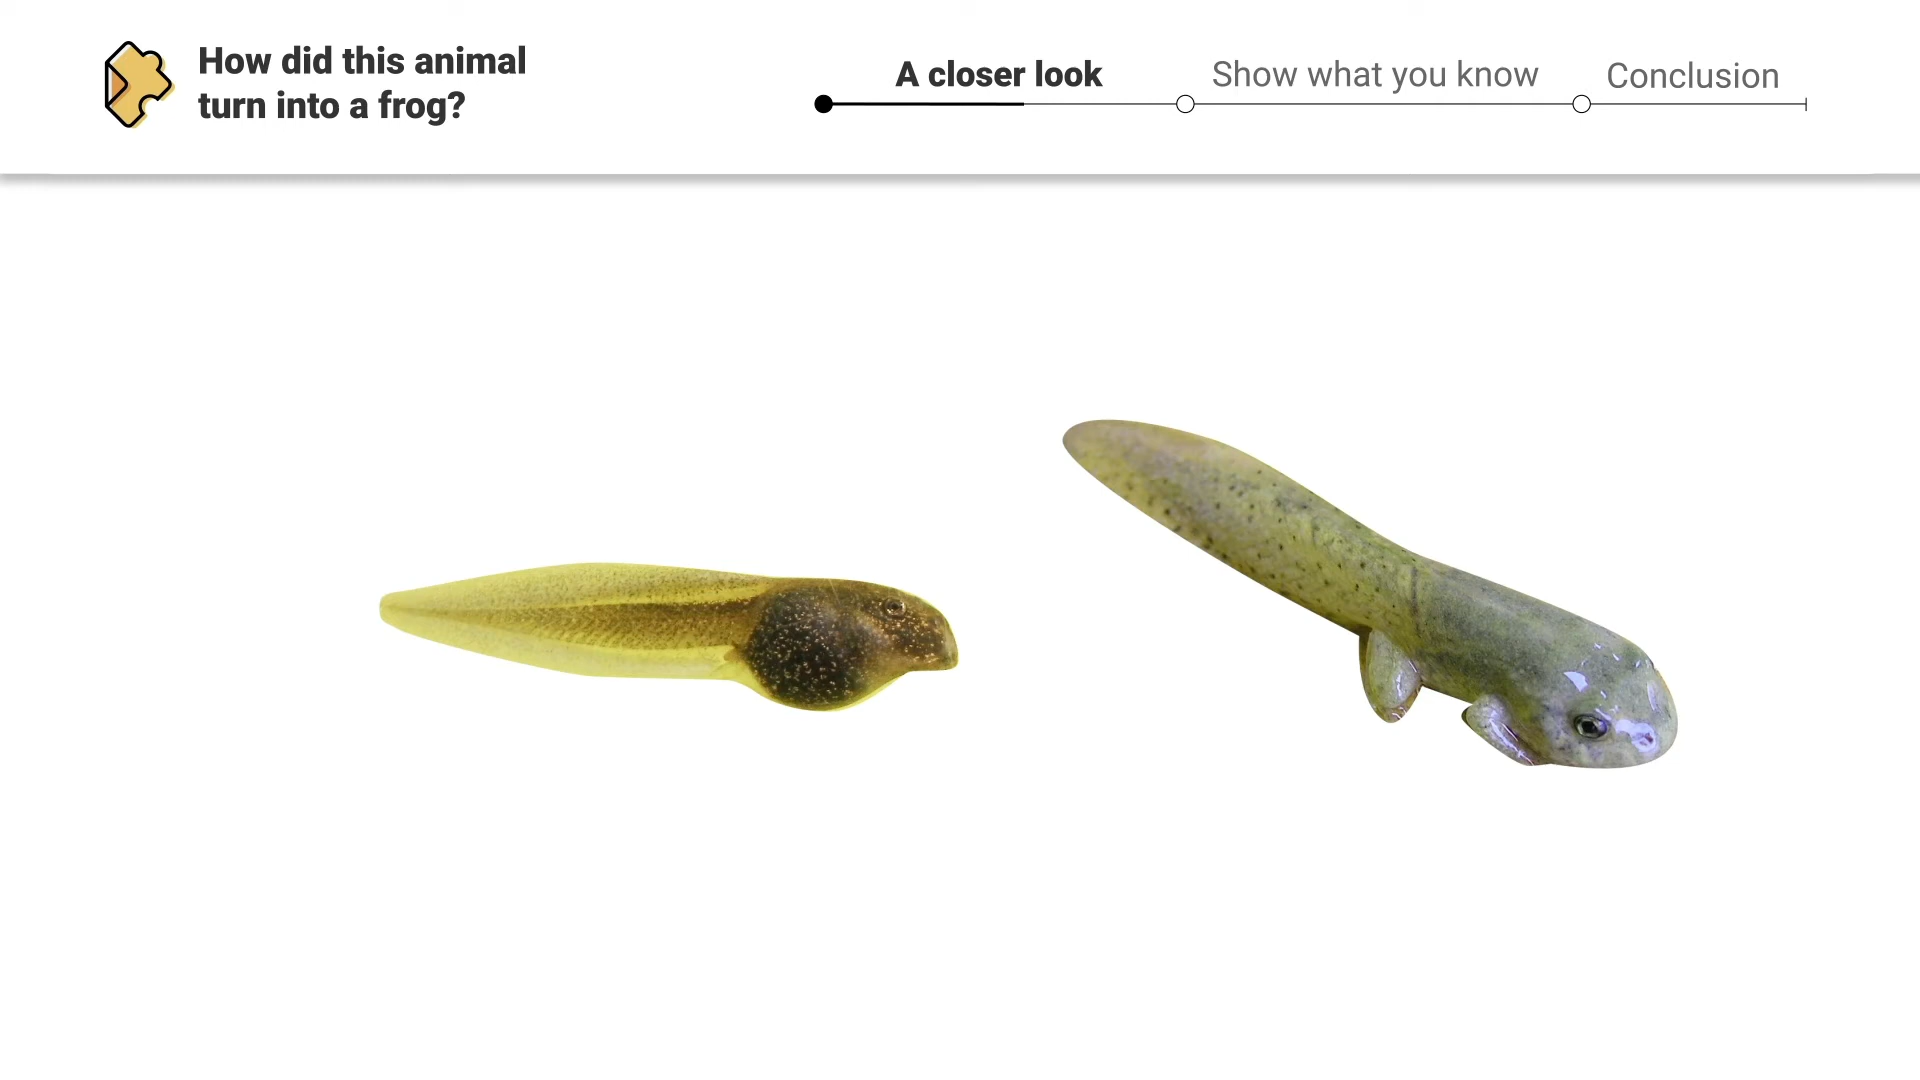 How did this animal
turn into a frog?
A closer look
Show what you know
Conclusion